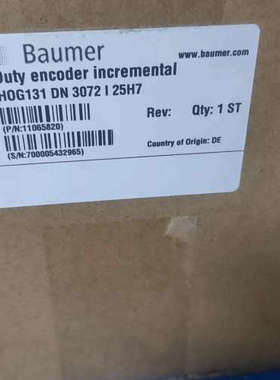 Baumer
www.baumer.com
Duty encoder incremental
HOG131 DN 3072 I 25H7
Rev: Qty: 1 ST
(P/N:11065820)
(S/N:700005432965)
Country of Origin: DE